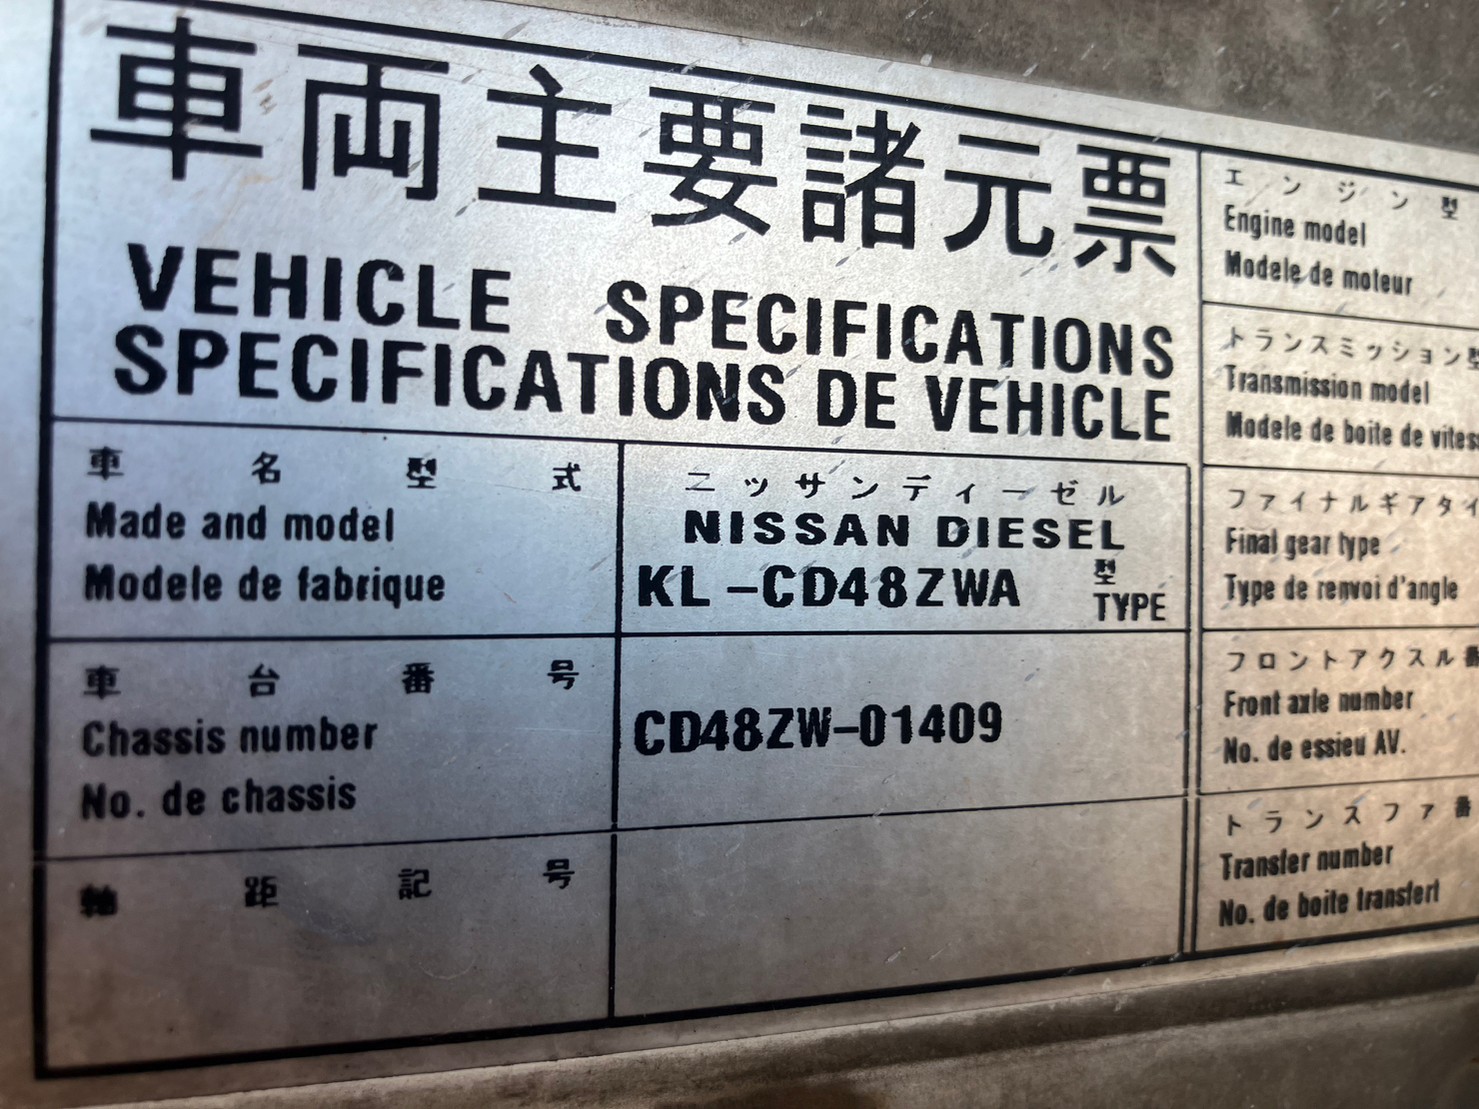 車両主要諸元票
VEHICLE SPECIFICATIONS
SPECIFICATIONS DE VEHICLE
車名型式
Made and model
Modele de fabrique
ニッサンディーゼル
NISSAN DIESEL
KL-CD48ZWA 型
TYPE
車台番号
Chassis number
No. de chassis
CD48ZW-01409
軸距記号
エンジン型
Engine model
Modele de moteur
トランスミッション型
Transmission model
Modele de boite de vitess
ファイナルギアタイ
Final gear type
Type de renvoi d'angle
フロントアクスル番
Front axle number
No. de essieu AV.
トランスファ番
Transfer number
No. de boite transfert